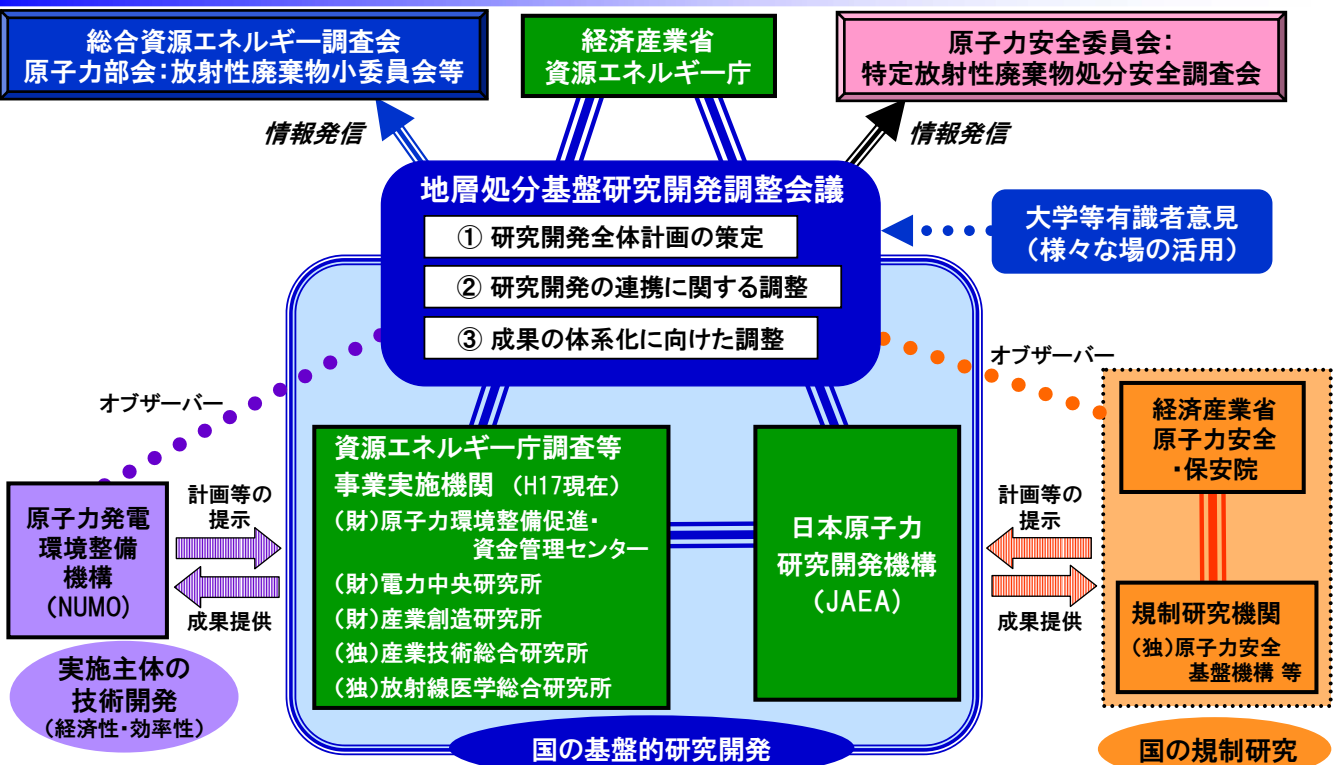 総合資源エネルギー調査会
原子力部会:放射性廃棄物小委員会等
経済産業省
資源エネルギー庁
原子力安全委員会:
特定放射性廃棄物処分安全調査会
情報発信
情報発信
地層処分基盤研究開発調整会議
① 研究開発全体計画の策定
② 研究開発の連携に関する調整
③ 成果の体系化に向けた調整
大学等有識者意見
(様々な場の活用)
オブザーバー
オブザーバー
原子力発電
環境整備
機構
(NUMO)
計画等の
提示
成果提供
実施主体の
技術開発
(経済性・効率性)
資源エネルギー庁調査等
事業実施機関 (H17現在)
(財)原子力環境整備促進・
資金管理センター
(財)電力中央研究所
(財)産業創造研究所
(独)産業技術総合研究所
(独)放射線医学総合研究所
日本原子力
研究開発機構
(JAEA)
計画等の
提示
成果提供
経済産業省
原子力安全
・保安院
規制研究機関
(独)原子力安全
基盤機構 等
国の基盤的研究開発
国の規制研究